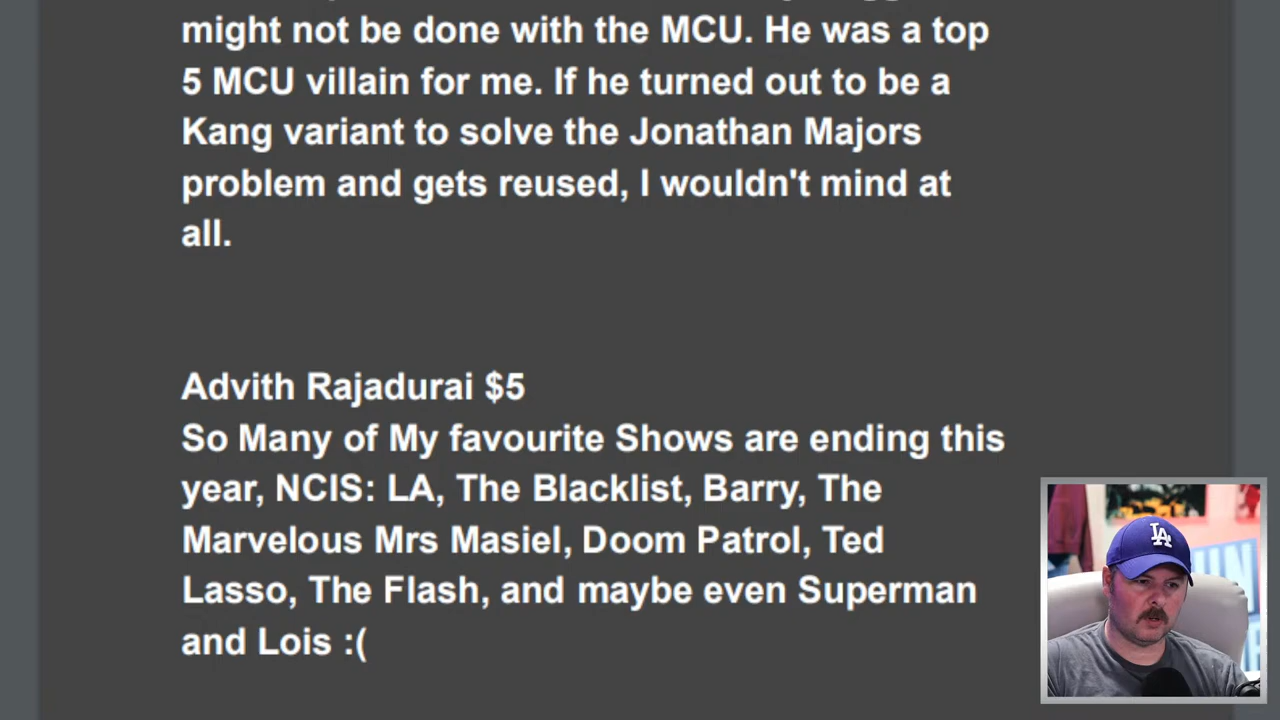 might not be done with the MCU. He was a top
5 MCU villain for me. If he turned out to be a
Kang variant to solve the Jonathan Majors
problem and gets reused, I wouldn't mind at
all.
Advith Rajadurai $5
So Many of My favourite Shows are ending this
year, NCIS: LA, The Blacklist, Barry, The
Marvelous Mrs Masiel, Doom Patrol, Ted
Lasso, The Flash, and maybe even Superman
and Lois :(
LA